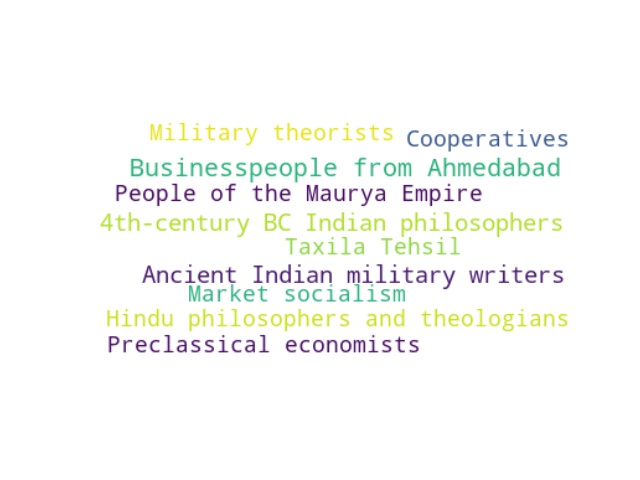 Military theorists
Cooperatives
Businesspeople from Ahmedabad
People of the Maurya Empire
4th-century BC Indian philosophers
Taxila Tehsil
Ancient Indian military writers
Market socialism
Hindu philosophers and theologians
Preclassical economists